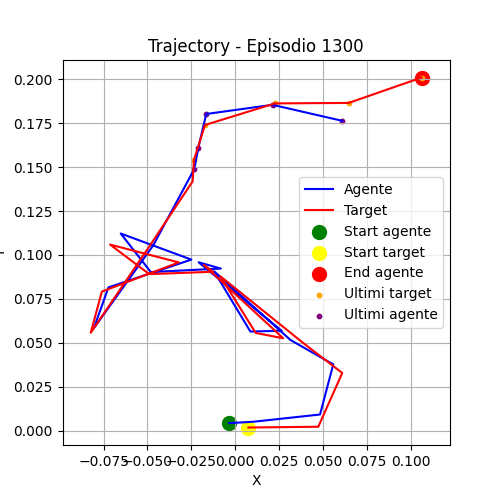 Trajectory - Episodio 1300
0.200
0.175
0.150
0.125
0.100
0.075
0.050
0.025
0.000
Agente
Target
Start agente
Start target
End agente
Ultimi target
Ultimi agente
−0.075 −0.050 −0.025 0.000 0.025 0.050 0.075 0.100
X